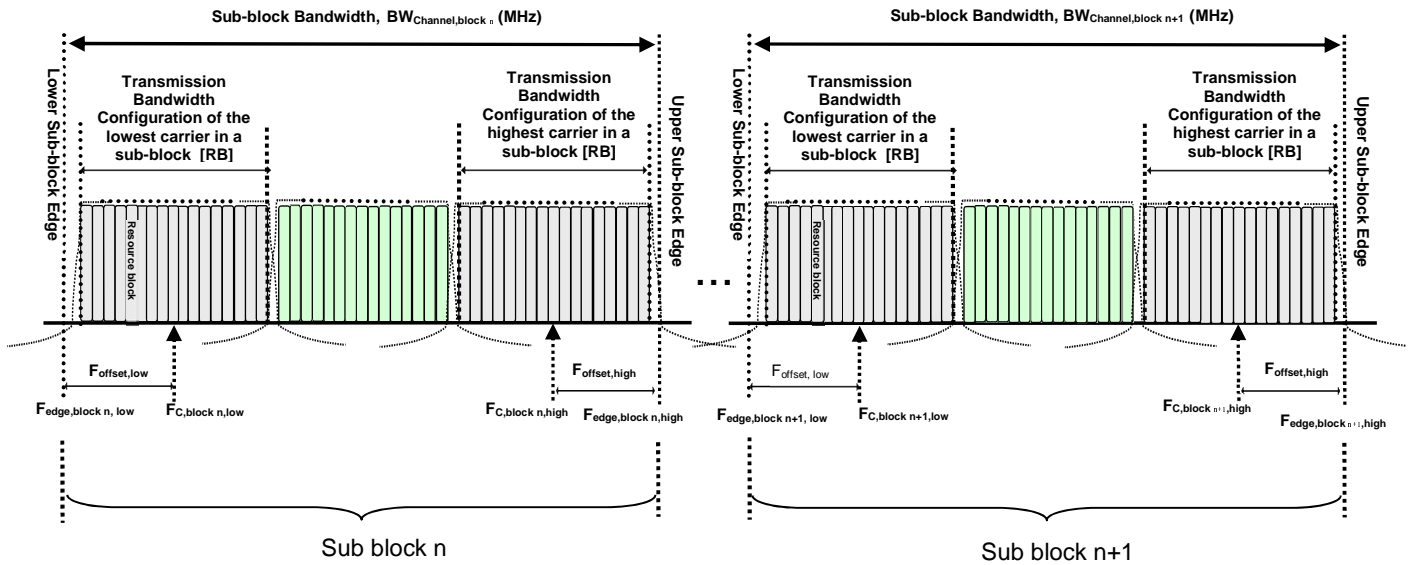 Sub-block Bandwidth, BWChannel,block n (MHz)
Lower Sub-block Edge
Transmission
Bandwidth
Configuration of the
lowest carrier in a
sub-block [RB]
Transmission
Bandwidth
Configuration of the
highest carrier in a
sub-block [RB]
Upper Sub-block Edge
Resource block
Foffset,low
Foffset,high
Fedge,block n, low
FC,block n,low
FC,block n,high
Fedge,block n,high
Sub block n
...
Sub-block Bandwidth, BWChannel,block n+1 (MHz)
Lower Sub-block Edge
Transmission
Bandwidth
Configuration of the
lowest carrier in a
sub-block [RB]
Transmission
Bandwidth
Configuration of the
highest carrier in a
sub-block [RB]
Upper Sub-block Edge
Resource block
Foffset, low
Foffset,high
Fedge,block n+1, low
FC,block n+1,low
FC,block n+1,high
Fedge,block n+1,high
Sub block n+1